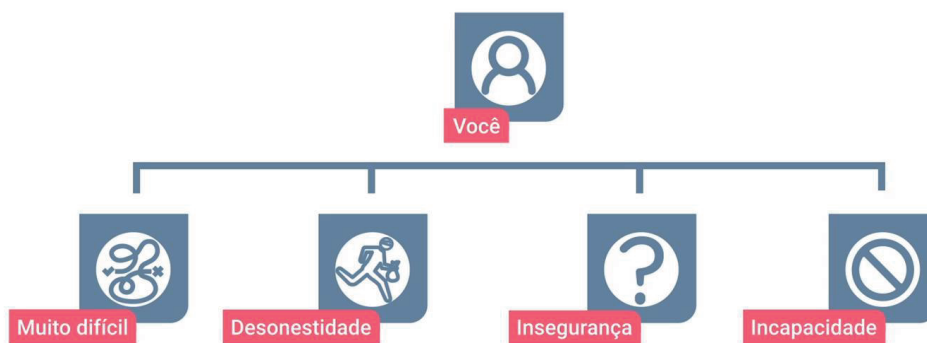 Você
Muito difícil
Desonestidade
Insegurança
Incapacidade